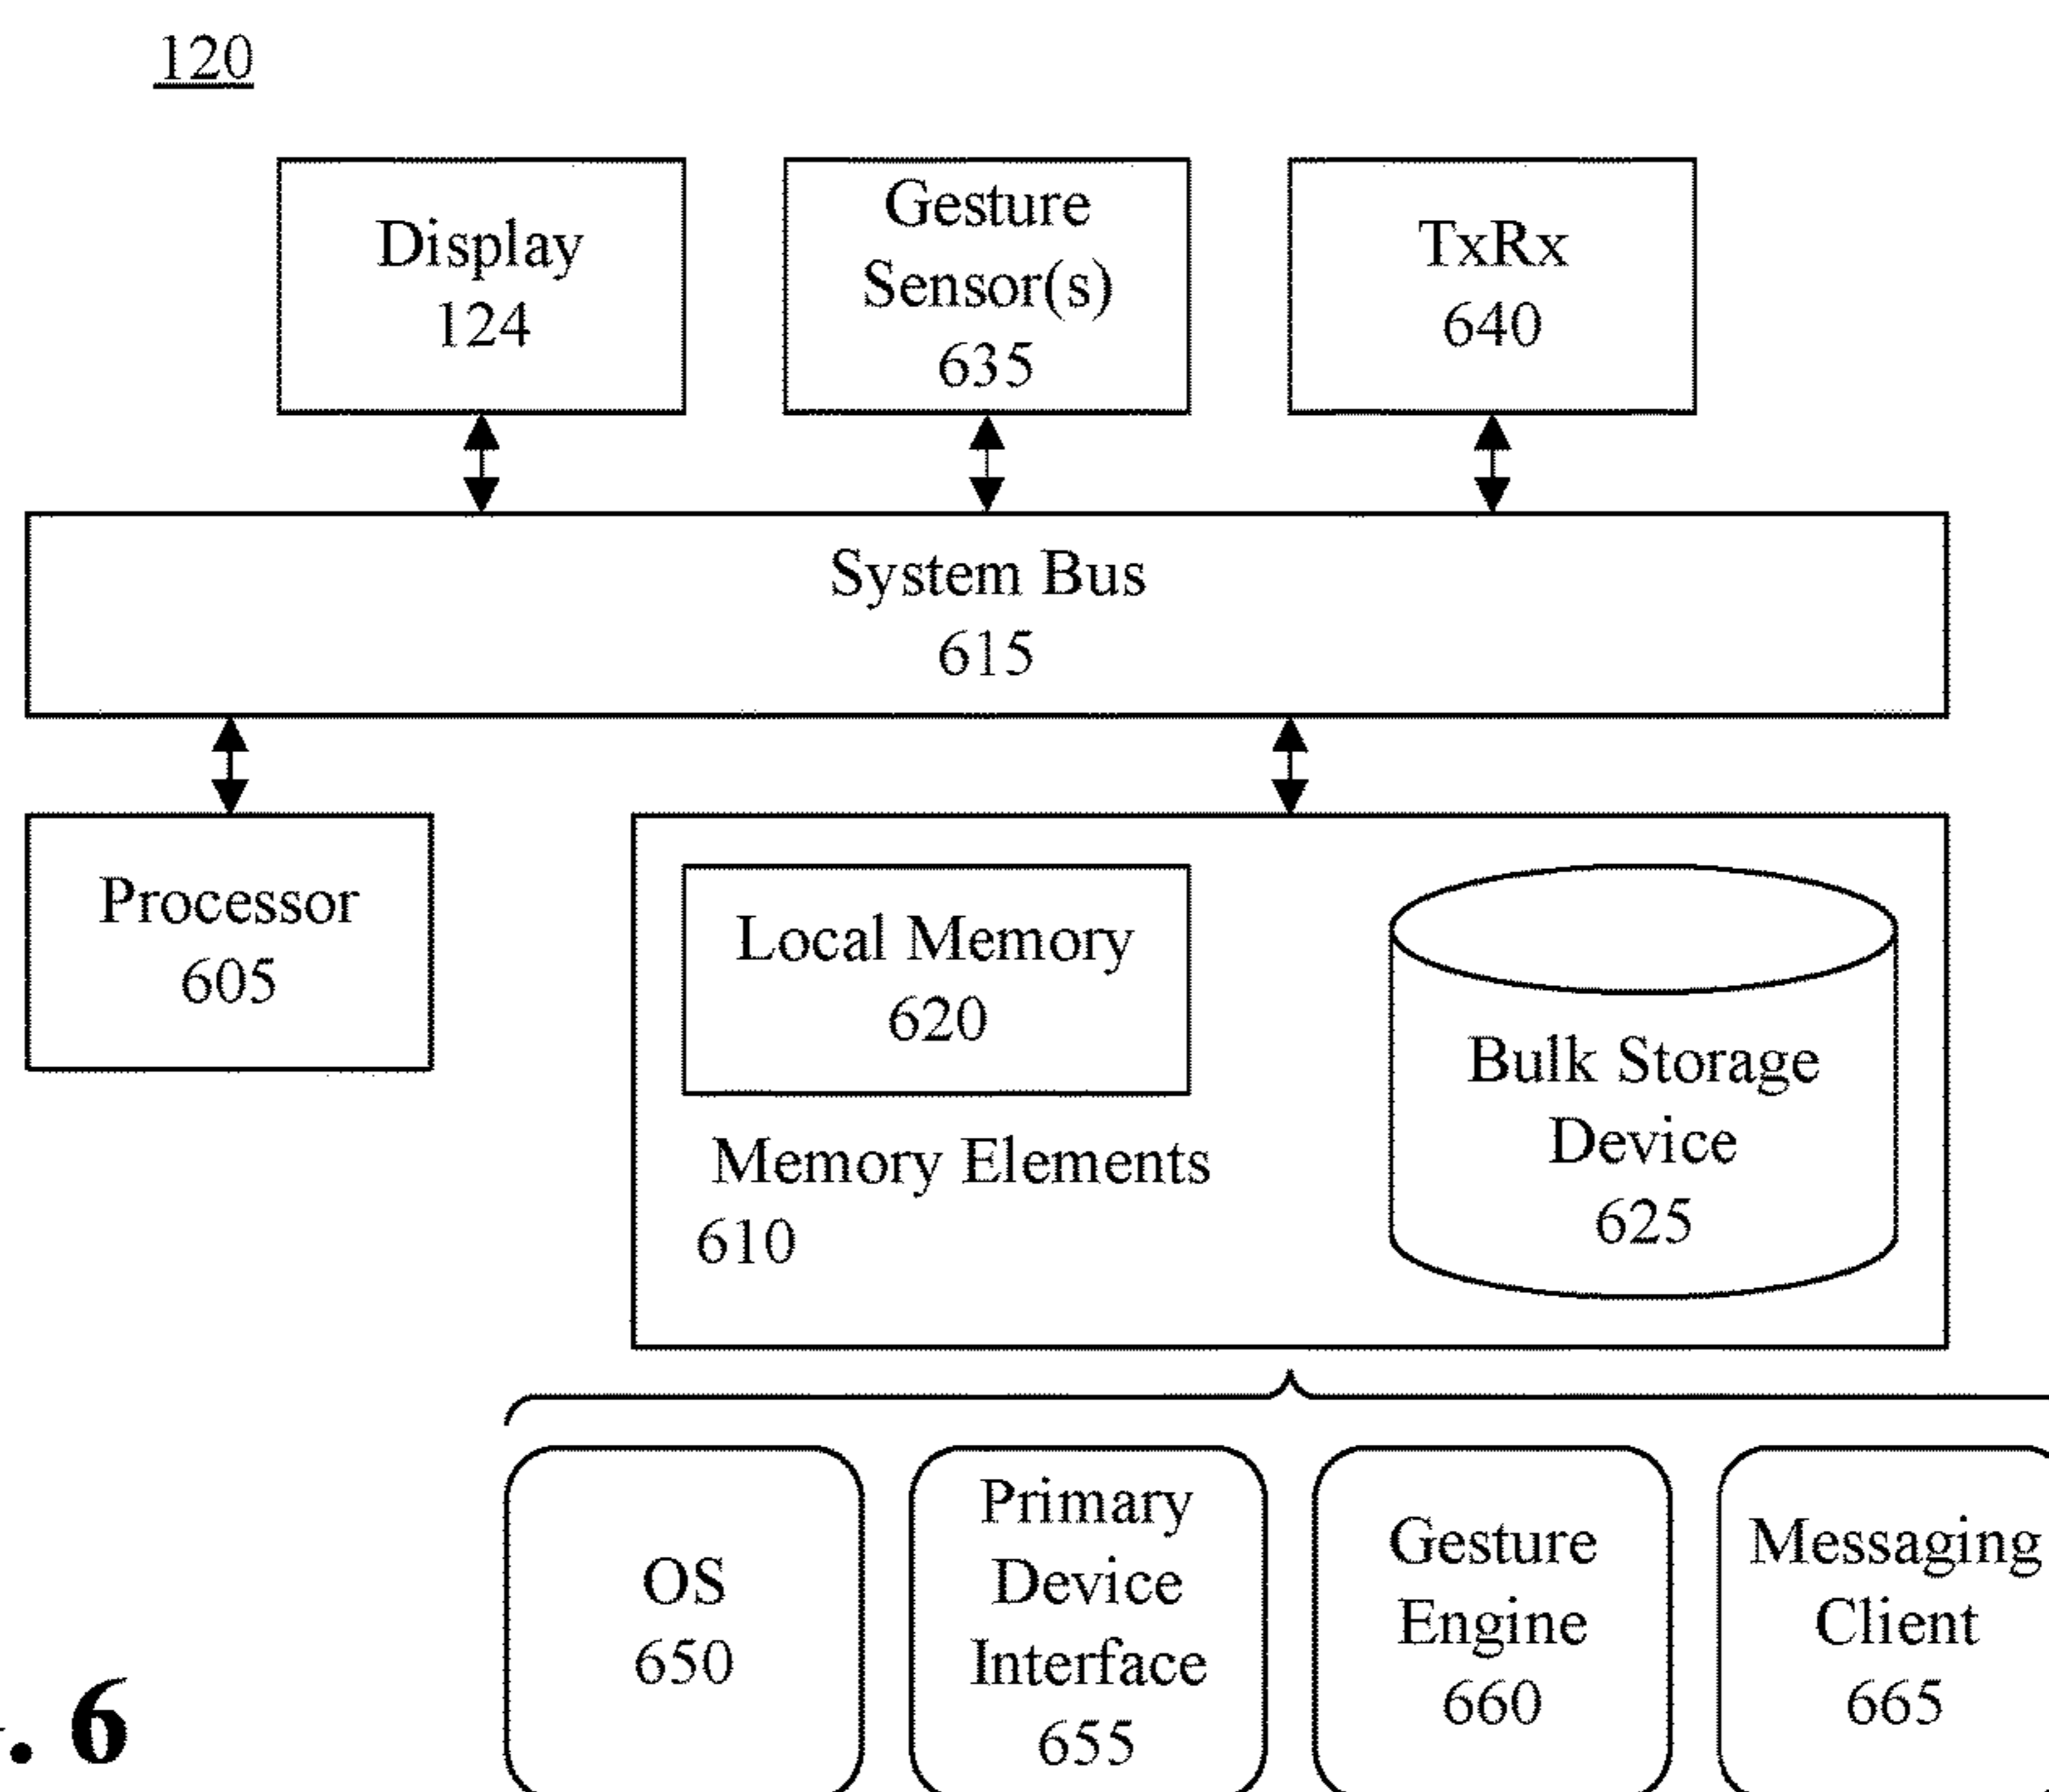 120
Display
124
Gesture
Sensor(s)
635
TxRx
640
System Bus
615
Processor
605
Local Memory
620
Memory Elements
610
Bulk Storage
Device
625
OS
650
Primary
Device
Interface
655
Gesture
Engine
660
Messaging
Client
665
. 6